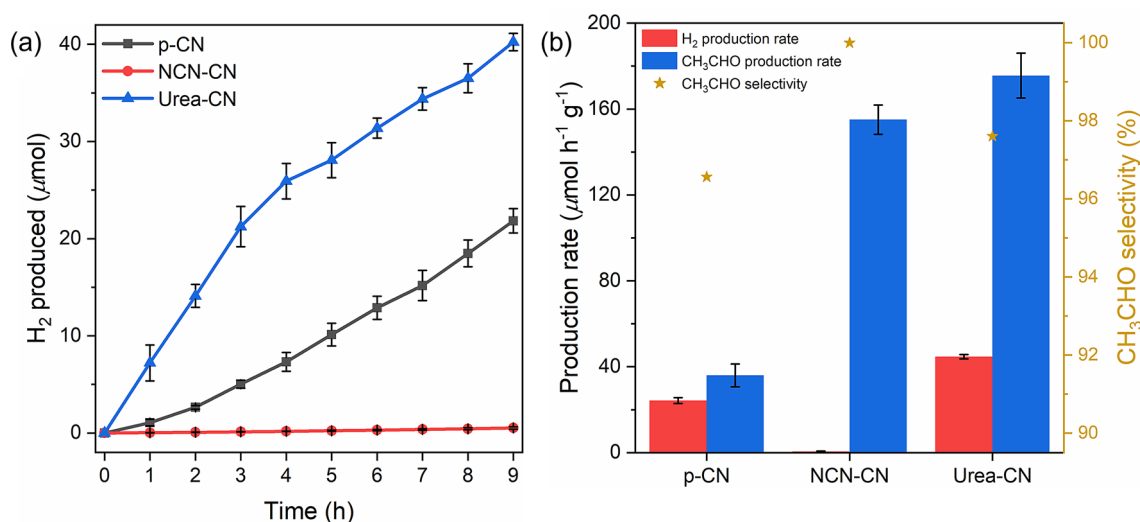 (a)
p-CN
NCN-CN
Urea-CN
H₂ produced (μmol)
40
30
20
10
0
0 1 2 3 4 5 6 7 8 9
Time (h)
(b)
H₂ production rate
CH₃CHO production rate
CH₃CHO selectivity
Production rate (μmol h⁻¹ g⁻¹)
200
160
120
80
40
0
p-CN NCN-CN Urea-CN
100
98
96
94
92
90
CH₃CHO selectivity (%)